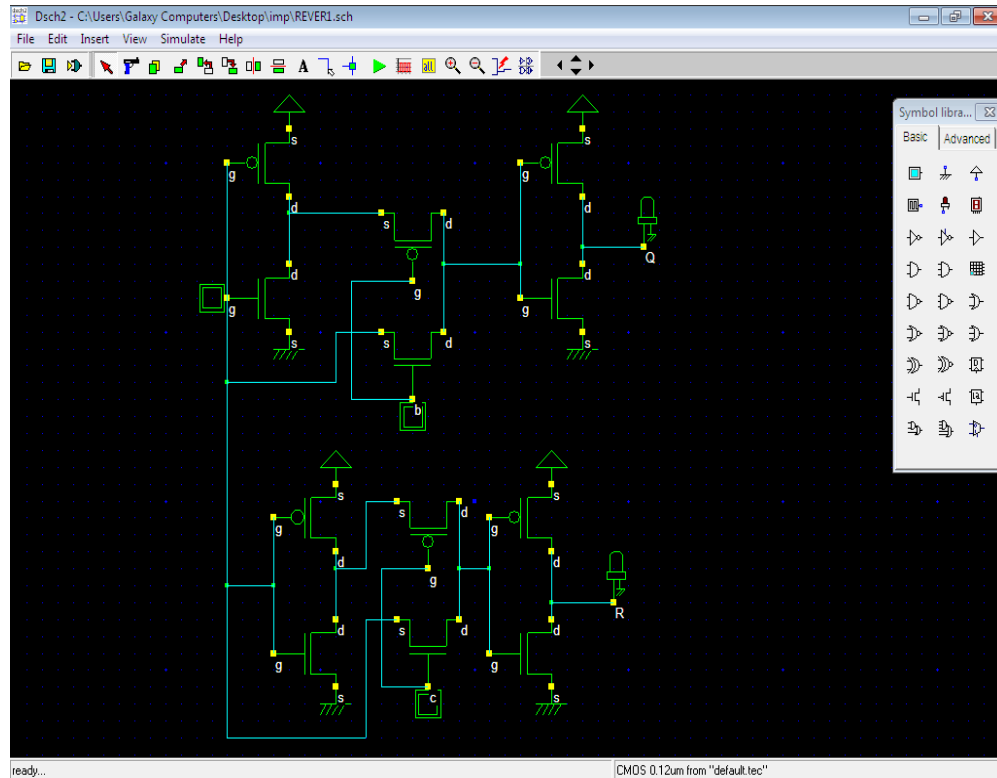 Dsch2 - C:\Users\Galaxy Computers\Desktop\imp\REVER1.sch
File Edit Insert View Simulate Help
A all
Symbol libra...
Basic Advanced
s s
g g
d d
s d
Q
d d
g
g g
s d
s s
b
s s
s d
g g
d d
g
R
s d
d d
g g
s c s
ready...
CMOS 0.12um from "default.tec"